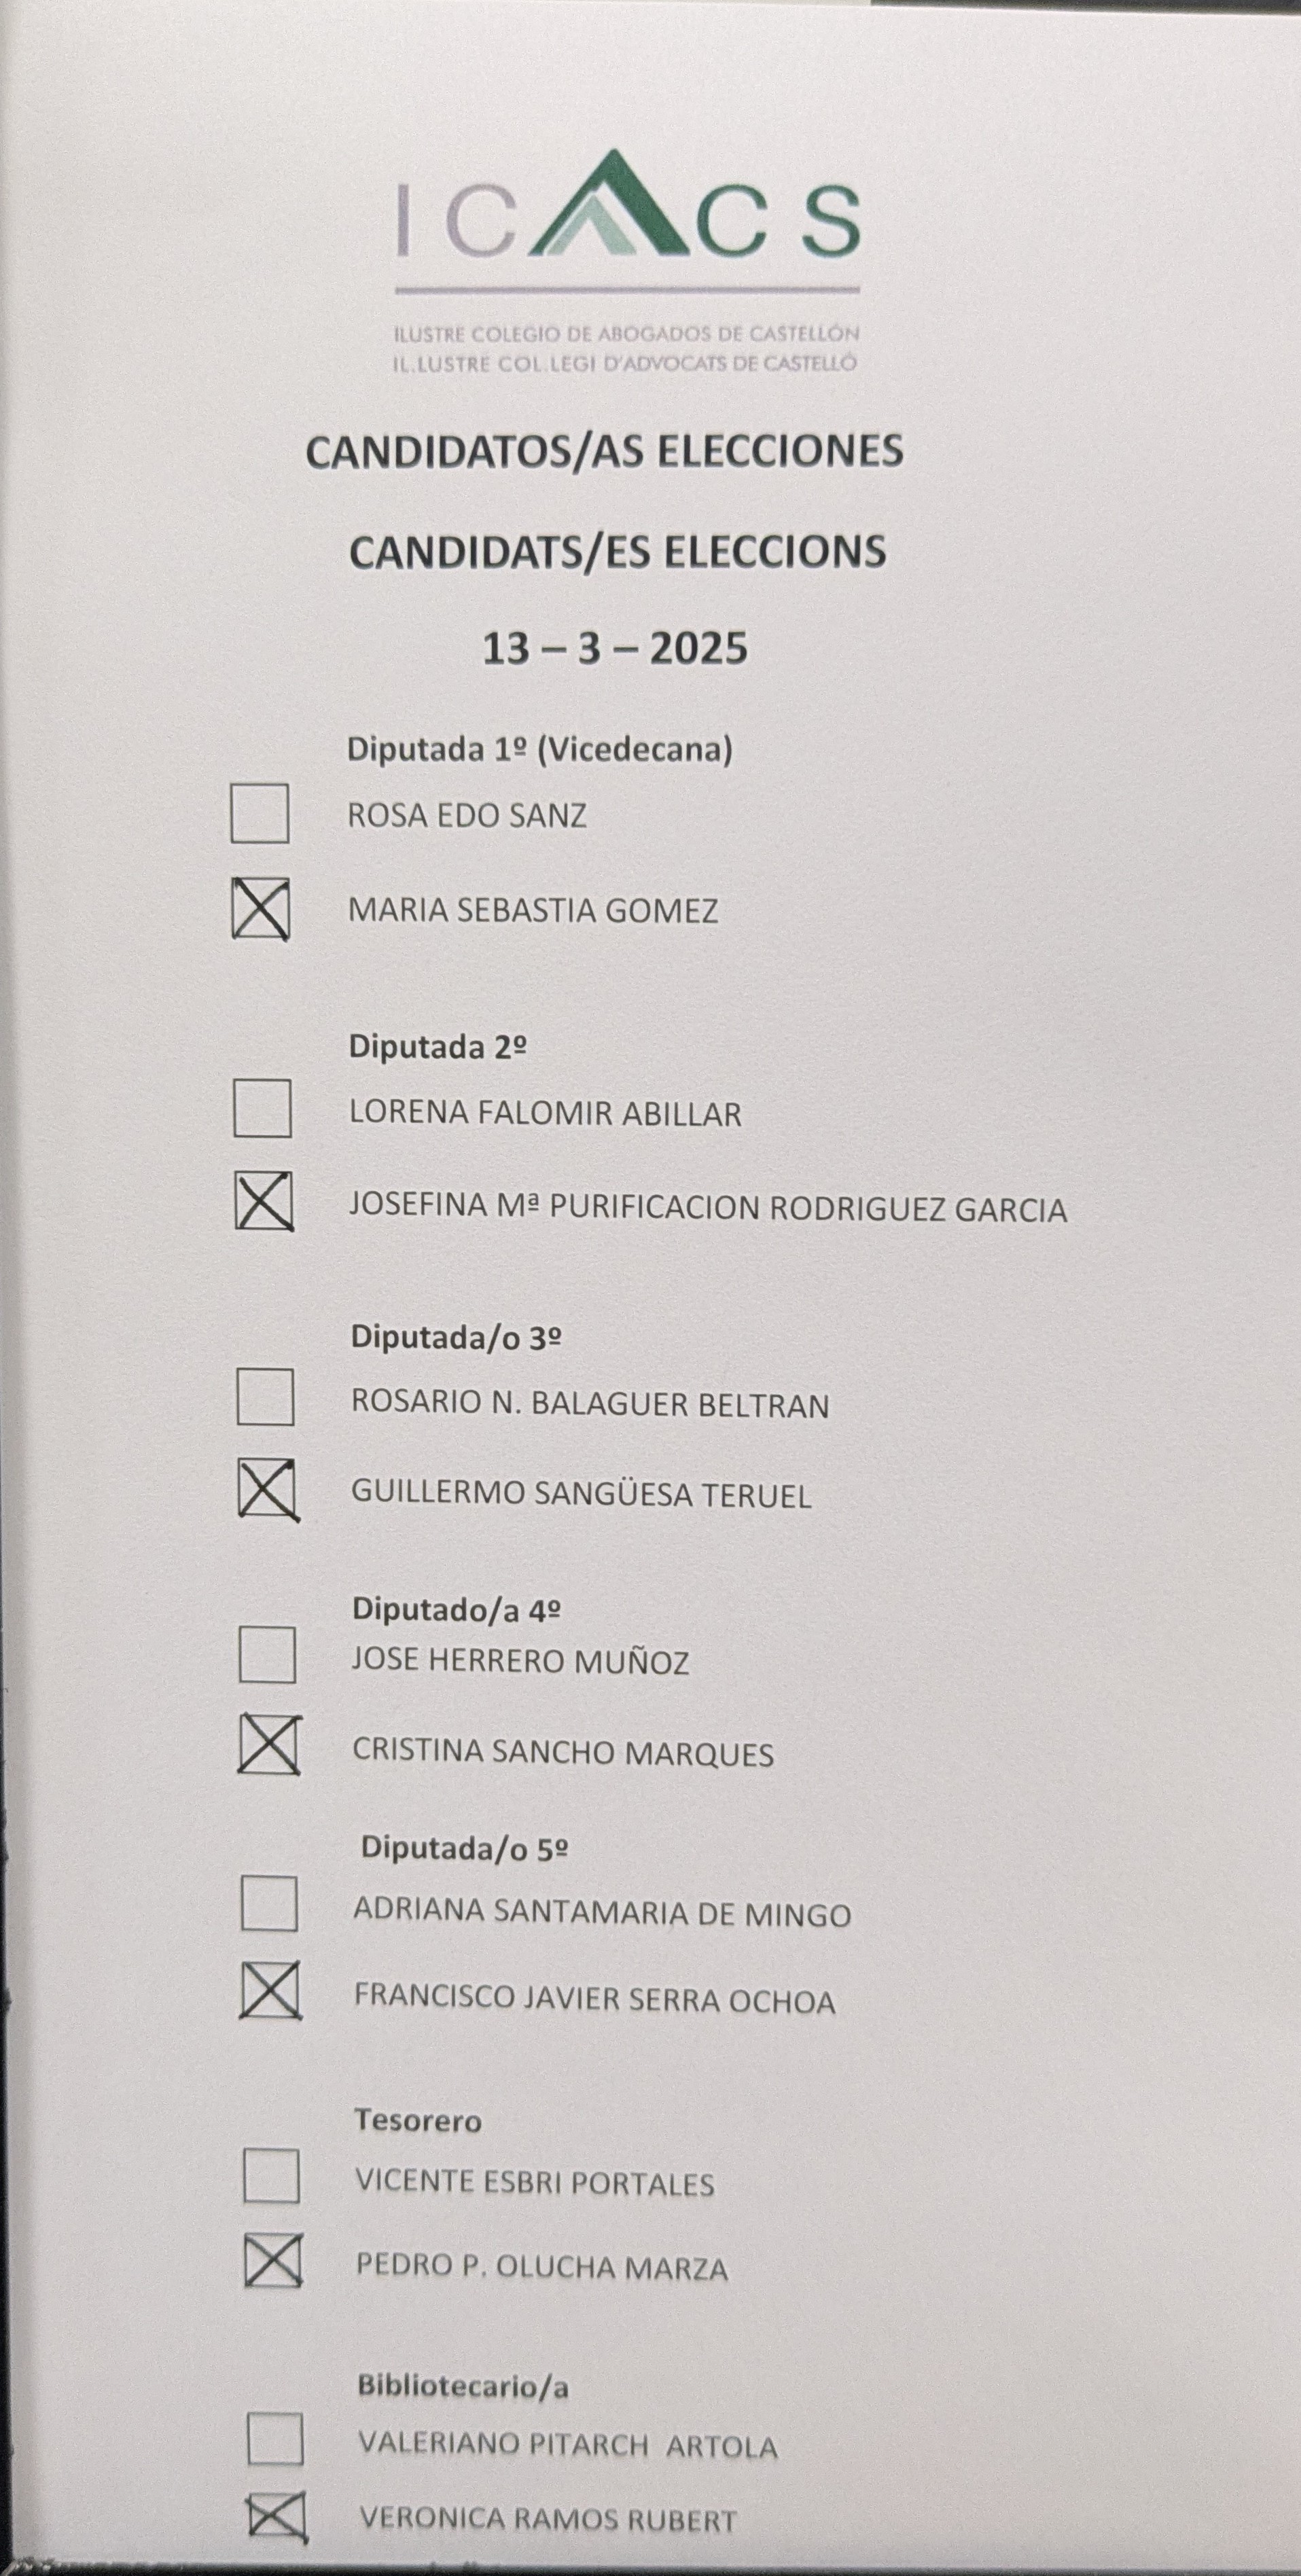 ICACS
ILUSTRE COLEGIO DE ABOGADOS DE CASTELLÓN
IL.LUSTRE COL.LEGI D'ADVOCATS DE CASTELLÓ
CANDIDATOS/AS ELECCIONES
CANDIDATS/ES ELECCIONS
13 – 3 – 2025
Diputada 1º (Vicedecana)
ROSA EDO SANZ
MARIA SEBASTIA GOMEZ
Diputada 2º
LORENA FALOMIR ABILLAR
JOSEFINA Mª PURIFICACION RODRIGUEZ GARCIA
Diputada/o 3º
ROSARIO N. BALAGUER BELTRAN
GUILLERMO SANGÜESA TERUEL
Diputado/a 4º
JOSE HERRERO MUÑOZ
CRISTINA SANCHO MARQUES
Diputada/o 5º
ADRIANA SANTAMARIA DE MINGO
FRANCISCO JAVIER SERRA OCHOA
Tesorero
VICENTE ESBRI PORTALES
PEDRO P. OLUCHA MARZA
Bibliotecario/a
VALERIANO PITARCH ARTOLA
VERONICA RAMOS RUBERT